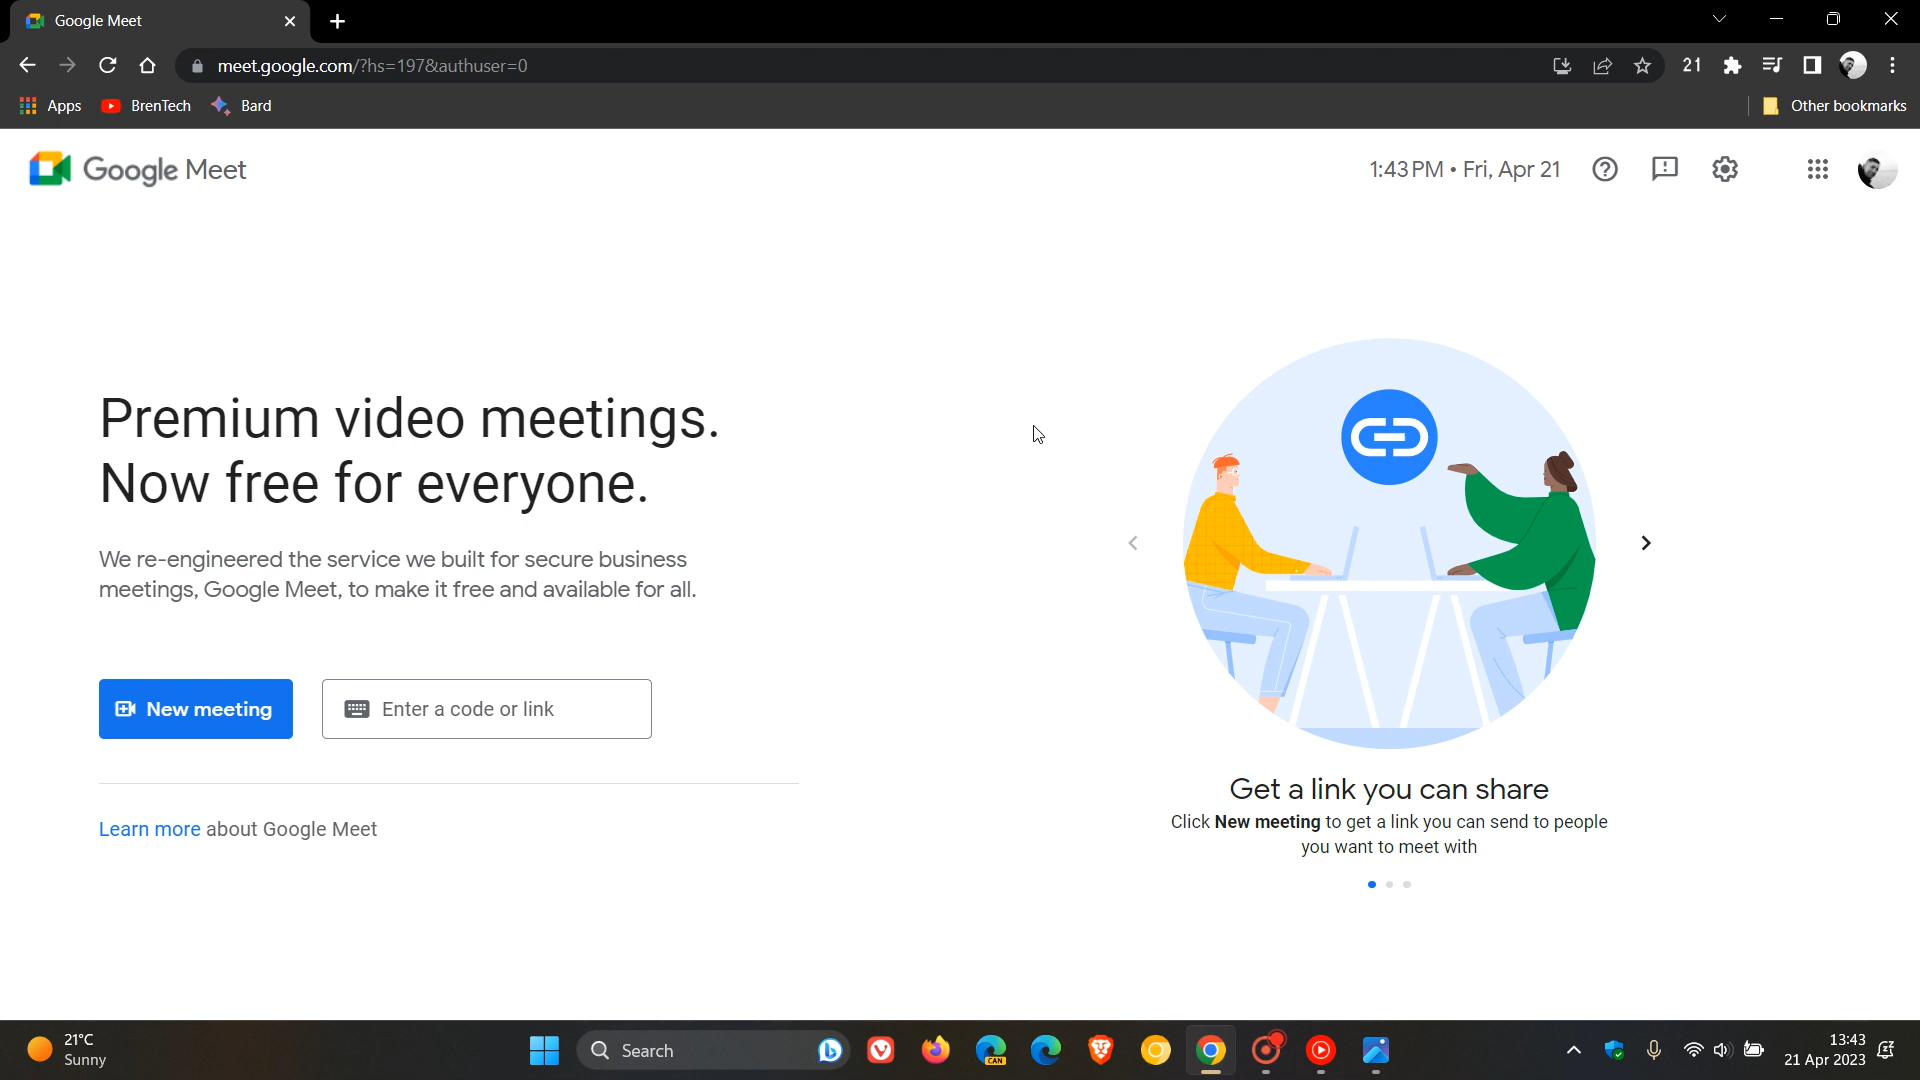 Google Meet
meet.google.com/?hs=197&authuser=0
21
Apps
BrenTech
Bard
Other bookmarks
Google Meet
1:43 PM • Fri, Apr 21
Premium video meetings.
Now free for everyone.
We re-engineered the service we built for secure business
meetings, Google Meet, to make it free and available for all.
New meeting
Enter a code or link
Learn more about Google Meet
Get a link you can share
Click New meeting to get a link you can send to people
you want to meet with
21°C
Sunny
Search
CAN
13:43
21 Apr 2023